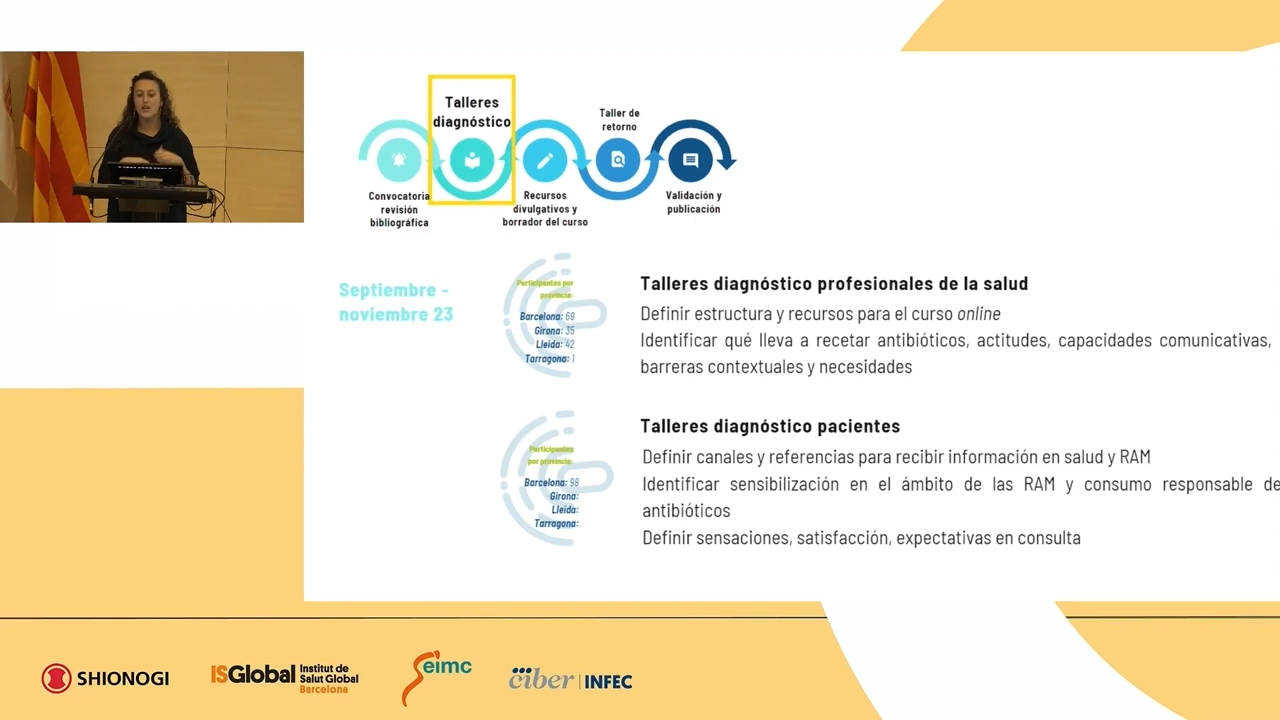 Talleres
diagnóstico
Taller de
retorno
Convocatoria
revisión
bibliográfica
Recursos
divulgativos y
borrador del curso
Validación y
publicación
Septiembre -
noviembre 23
Participantes por
provincia:
Barcelona: 69
Girona: 35
Lleida: 42
Tarragona: 1
Talleres diagnóstico profesionales de la salud
Definir estructura y recursos para el curso online
Identificar qué lleva a recetar antibióticos, actitudes, capacidades comunicativas,
barreras contextuales y necesidades
Participantes
por provincia:
Barcelona: 98
Girona:
Lleida:
Tarragona:
Talleres diagnóstico pacientes
Definir canales y referencias para recibir información en salud y RAM
Identificar sensibilización en el ámbito de las RAM y consumo responsable de
antibióticos
Definir sensaciones, satisfacción, expectativas en consulta
SHIONOGI
ISGlobal Institut de
Salut Global
Barcelona
Seimc
ciber | INFEC